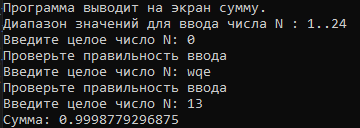 Программа выводит на экран сумму.
Диапазон значений для ввода числа N : 1..24
Введите целое число N: 0
Проверьте правильность ввода
Введите целое число N: wqe
Проверьте правильность ввода
Введите целое число N: 13
Сумма: 0.9998779296875